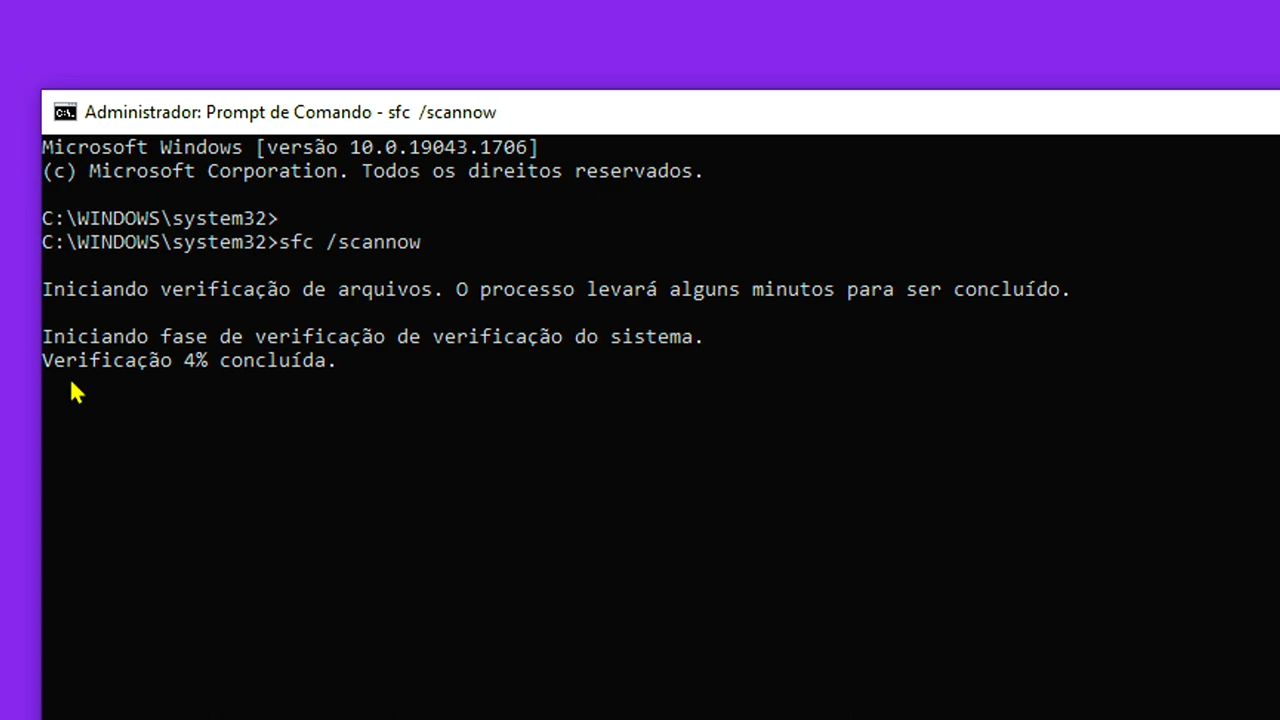 Administrador: Prompt de Comando - sfc  /scannow
Microsoft Windows [versão 10.0.19043.1706]
(c) Microsoft Corporation. Todos os direitos reservados.
C:\WINDOWS\system32>
C:\WINDOWS\system32>sfc /scannow
Iniciando verificação de arquivos. O processo levará alguns minutos para ser concluído.
Iniciando fase de verificação de verificação do sistema.
Verificação 4% concluída.